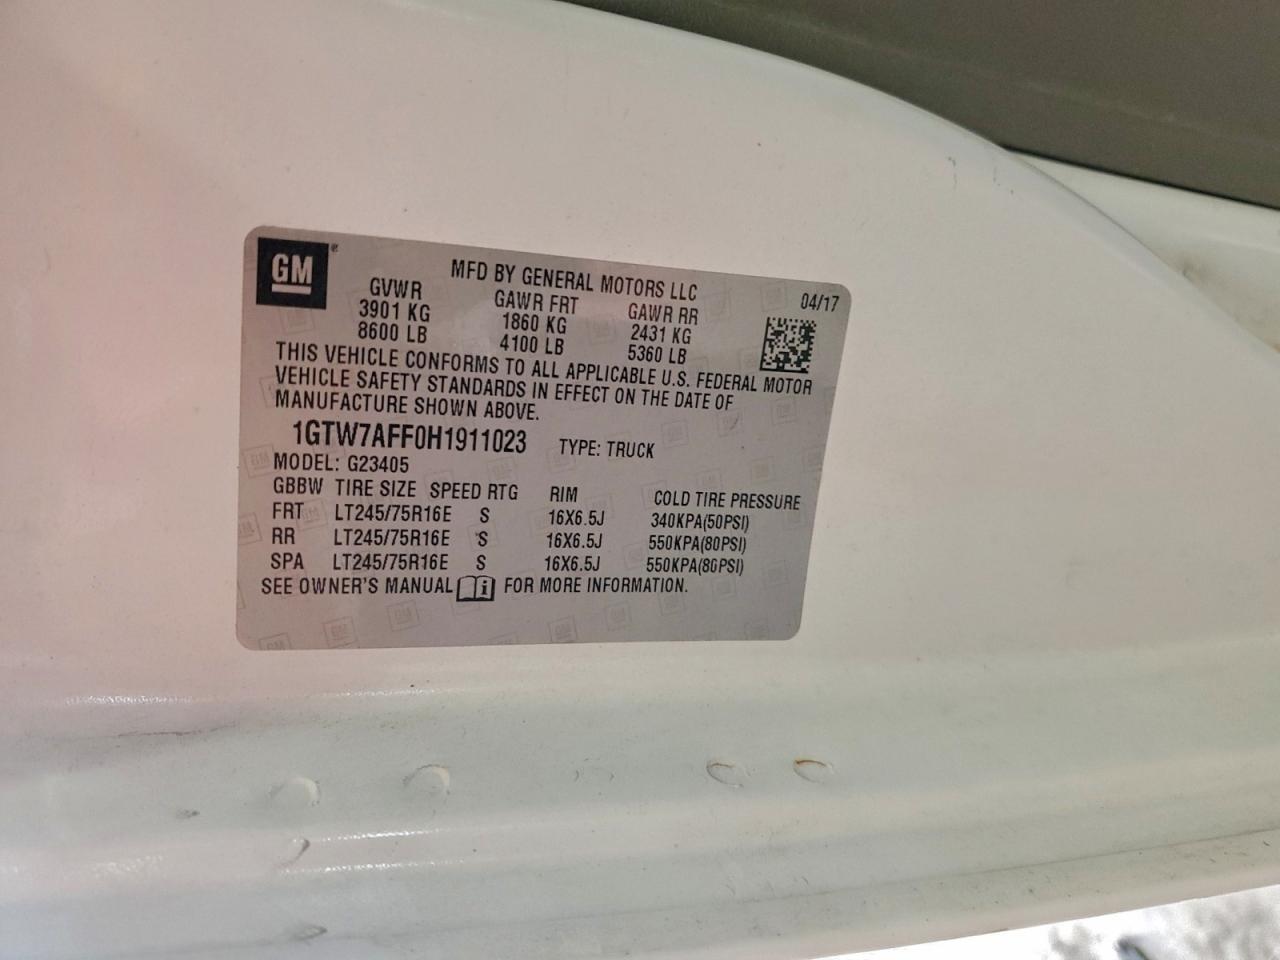 GM
MFD BY GENERAL MOTORS LLC
04/17
GVWR GAWR FRT GAWR RR
3901 KG 1860 KG 2431 KG
8600 LB 4100 LB 5360 LB
THIS VEHICLE CONFORMS TO ALL APPLICABLE U.S. FEDERAL MOTOR
VEHICLE SAFETY STANDARDS IN EFFECT ON THE DATE OF
MANUFACTURE SHOWN ABOVE.
1GTW7AFF0H1911023 TYPE: TRUCK
MODEL: G23405
GBBW TIRE SIZE SPEED RTG RIM COLD TIRE PRESSURE
FRT LT245/75R16E S 16X6.5J 340KPA(50PSI)
RR LT245/75R16E S 16X6.5J 550KPA(80PSI)
SPA LT245/75R16E S 16X6.5J 550KPA(80PSI)
SEE OWNER'S MANUAL FOR MORE INFORMATION.